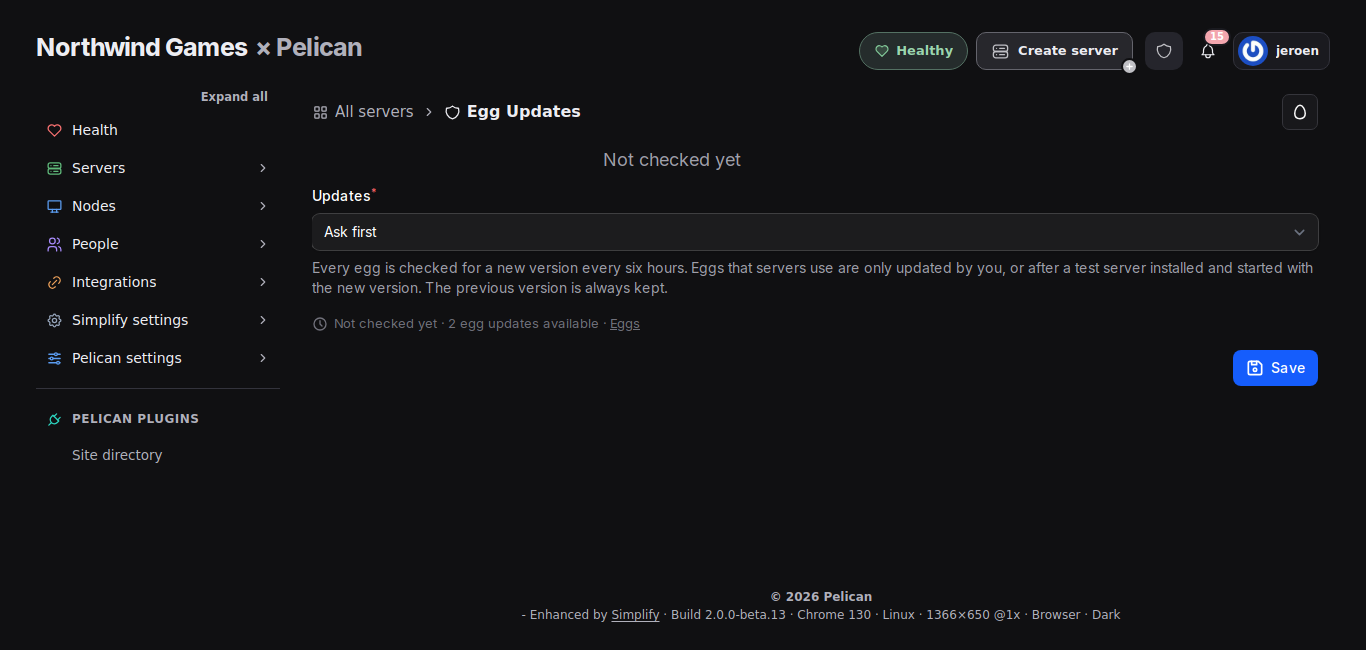 Northwind Games × Pelican
Healthy
Create server
15
jeroen
Expand all
Health
Servers
Nodes
People
Integrations
Simplify settings
Pelican settings
PELICAN PLUGINS
Site directory
All servers > Egg Updates
Not checked yet
Updates*
Ask first
Every egg is checked for a new version every six hours. Eggs that servers use are only updated by you, or after a test server installed and started with
the new version. The previous version is always kept.
Not checked yet · 2 egg updates available · Eggs
Save
© 2026 Pelican
- Enhanced by Simplify · Build 2.0.0-beta.13 · Chrome 130 · Linux · 1366×650 @1x · Browser · Dark